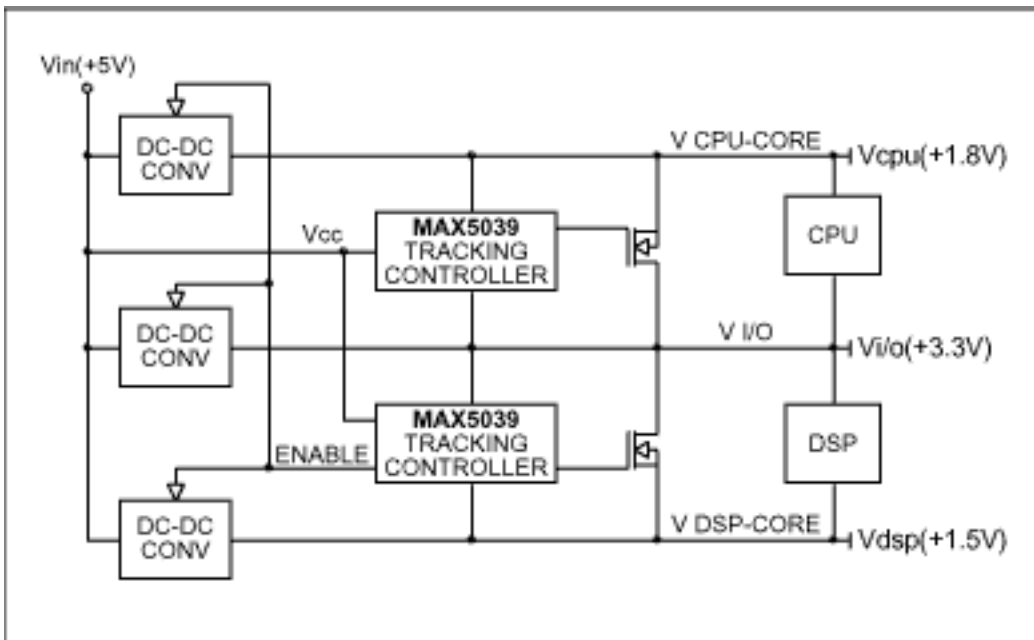 Vin(+5V)
DC-DC
CONV
V CPU-CORE
Vcpu(+1.8V)
Vcc
MAX5039
TRACKING
CONTROLLER
CPU
DC-DC
CONV
V I/O
Vi/o(+3.3V)
MAX5039
TRACKING
CONTROLLER
ENABLE
DSP
DC-DC
CONV
V DSP-CORE
Vdsp(+1.5V)